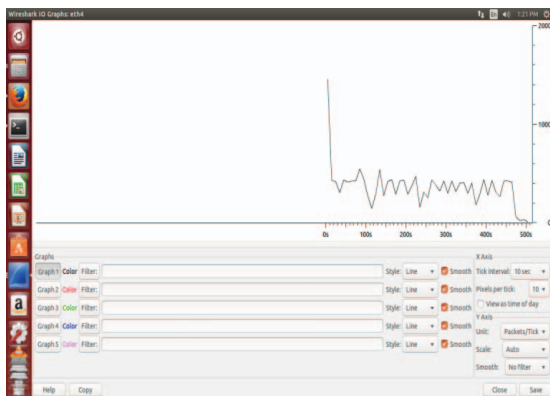 Wireshark IO Graphs: eth4
En 1:21 PM
2000
1000
0
0s 100s 200s 300s 400s 500s
Graphs
X Axis
Graph 1 Color Filter: Style: Line Smooth
Tick interval: 10 sec
Graph 2 Color Filter: Style: Line Smooth
Pixels per tick: 10
View as time of day
Graph 3 Color Filter: Style: Line Smooth
Y Axis
Graph 4 Color Filter: Style: Line Smooth
Unit: Packets/Tick
Graph 5 Color Filter: Style: Line Smooth
Scale: Auto
Smooth: No filter
Help Copy Close Save